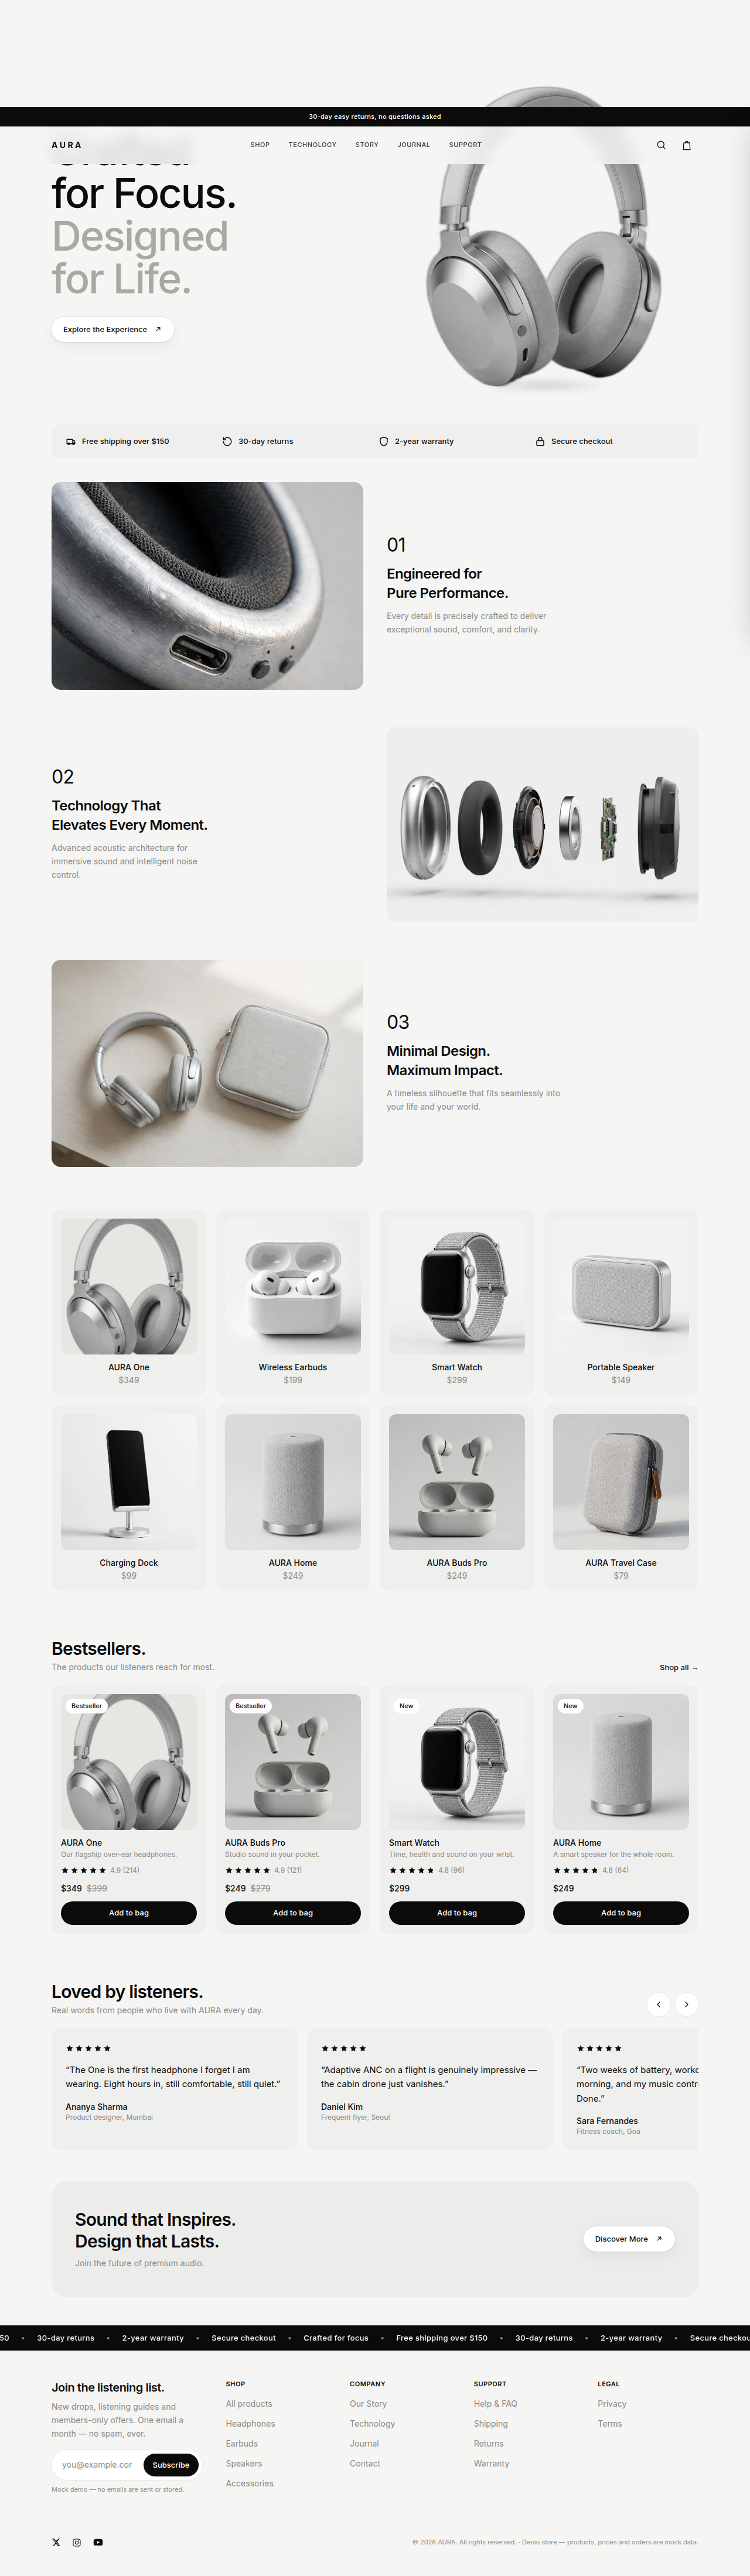 30-day easy returns, no questions asked
AURA
SHOP
TECHNOLOGY
STORY
JOURNAL
SUPPORT
for Focus.
Designed
for Life.
Explore the Experience
Free shipping over $150
30-day returns
2-year warranty
Secure checkout
01
Engineered for
Pure Performance.
Every detail is precisely crafted to deliver
exceptional sound, comfort, and clarity.
02
Technology That
Elevates Every Moment.
Advanced acoustic architecture for
immersive sound and intelligent noise
control.
03
Minimal Design.
Maximum Impact.
A timeless silhouette that fits seamlessly into
your life and your world.
AURA One
$349
Wireless Earbuds
$199
Smart Watch
$299
Portable Speaker
$149
Charging Dock
$99
AURA Home
$249
AURA Buds Pro
$249
AURA Travel Case
$79
Bestsellers.
The products our listeners reach for most.
Shop all →
Bestseller
AURA One
Our flagship over-ear headphones.
★★★★★ 4.9 (214)
$349 $399
Add to bag
Bestseller
AURA Buds Pro
Studio sound in your pocket.
★★★★★ 4.9 (121)
$249 $279
Add to bag
New
Smart Watch
Time, health and sound on your wrist.
★★★★★ 4.8 (96)
$299
Add to bag
New
AURA Home
A smart speaker for the whole room.
★★★★★ 4.8 (64)
$249
Add to bag
Loved by listeners.
Real words from people who live with AURA every day.
★★★★★
“The One is the first headphone I forget I am
wearing. Eight hours in, still comfortable, still quiet.”
Ananya Sharma
Product designer, Mumbai
★★★★★
“Adaptive ANC on a flight is genuinely impressive —
the cabin drone just vanishes.”
Daniel Kim
Frequent flyer, Seoul
★★★★★
“Two weeks of battery,
morning, and my music
Done.”
Sara Fernandes
Fitness coach, Goa
Sound that Inspires.
Design that Lasts.
Join the future of premium audio.
Discover More
50 • 30-day returns • 2-year warranty • Secure checkout • Crafted for focus • Free shipping over $150 • 30-day returns • 2-year warranty • Secure
Join the listening list.
New drops, listening guides and
members-only offers. One email a
month — no spam, ever.
you@example.com
Subscribe
Mock demo — no emails are sent or stored.
SHOP
All products
Headphones
Earbuds
Speakers
Accessories
COMPANY
Our Story
Technology
Journal
Contact
SUPPORT
Help & FAQ
Shipping
Returns
Warranty
LEGAL
Privacy
Terms
© 2026 AURA. All rights reserved. · Demo store — products, prices and orders are mock data.